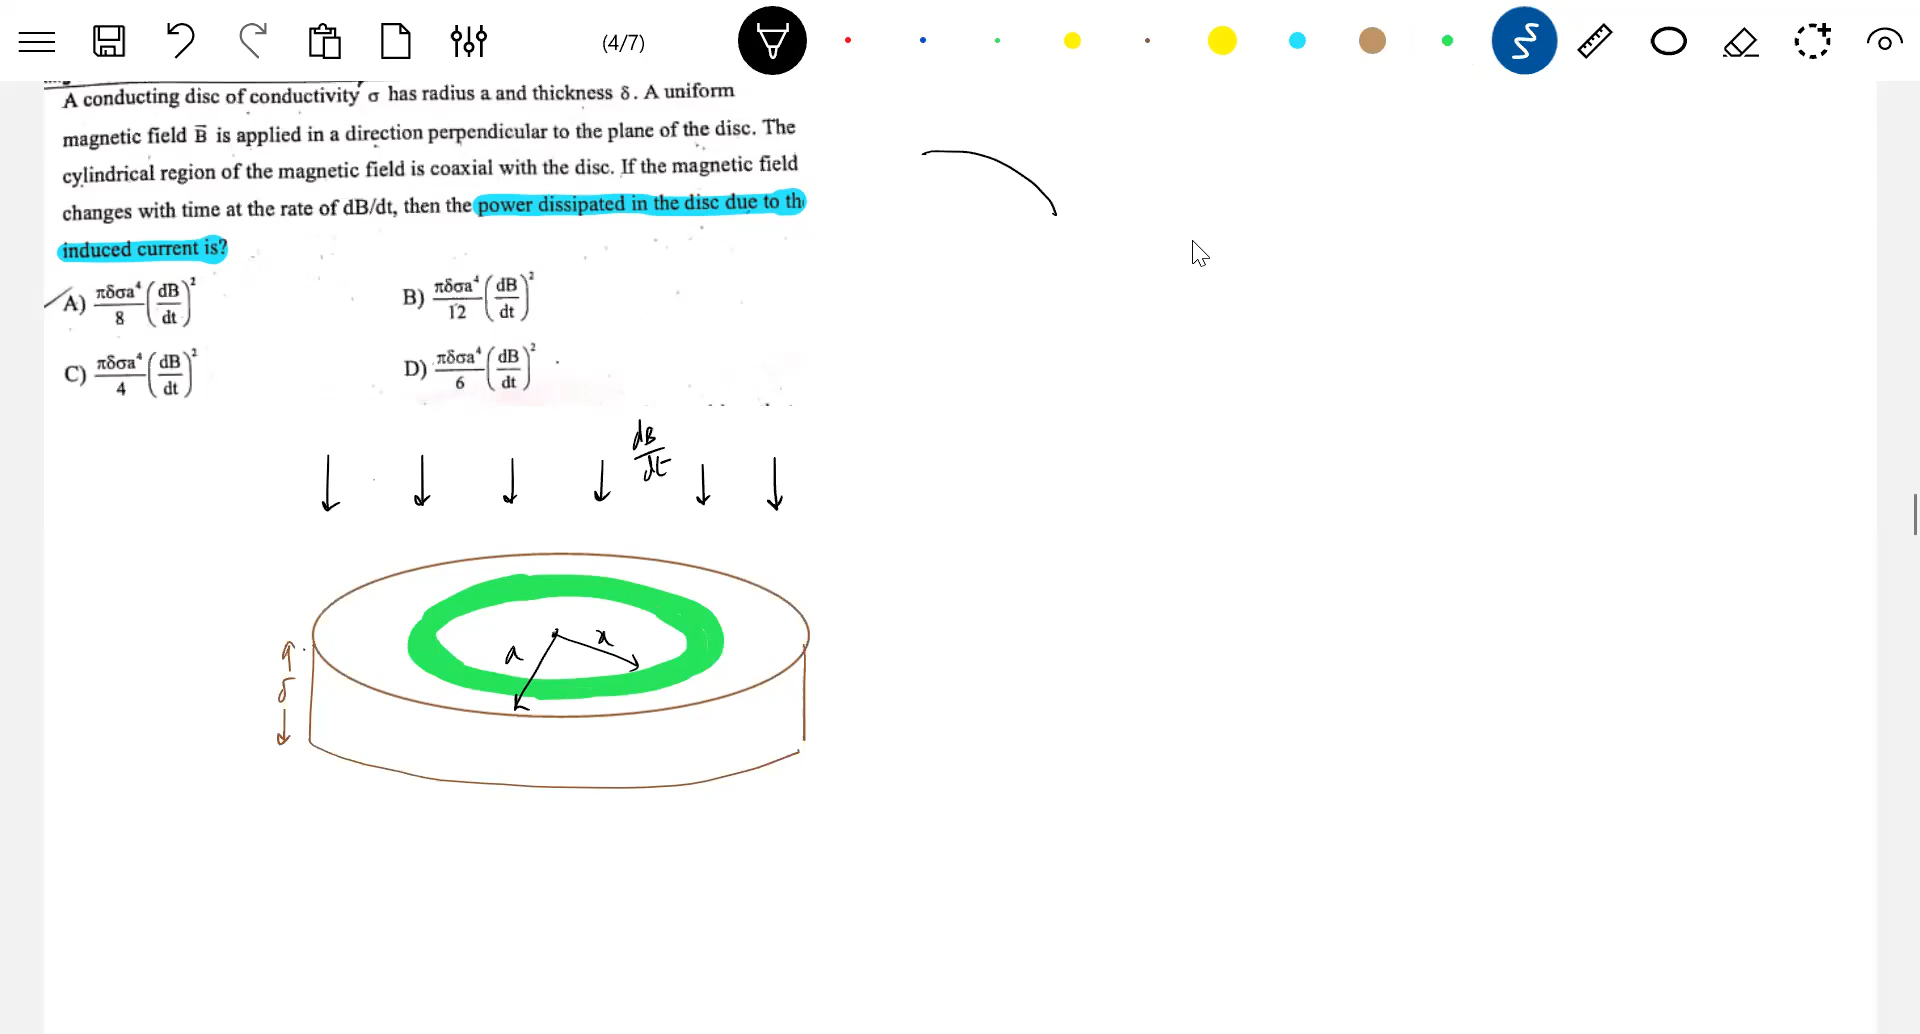 (4/7)
A conducting disc of conductivity σ has radius a and thickness δ. A uniform
magnetic field B̄ is applied in a direction perpendicular to the plane of the disc. The
cylindrical region of the magnetic field is coaxial with the disc. If the magnetic field
changes with time at the rate of dB/dt, then the power dissipated in the disc due to th
induced current is?
A) πδσa⁴/8 (dB/dt)²
B) πδσa⁴/12 (dB/dt)²
C) πδσa⁴/4 (dB/dt)²
D) πδσa⁴/6 (dB/dt)²
dB/dt
a
x
δ